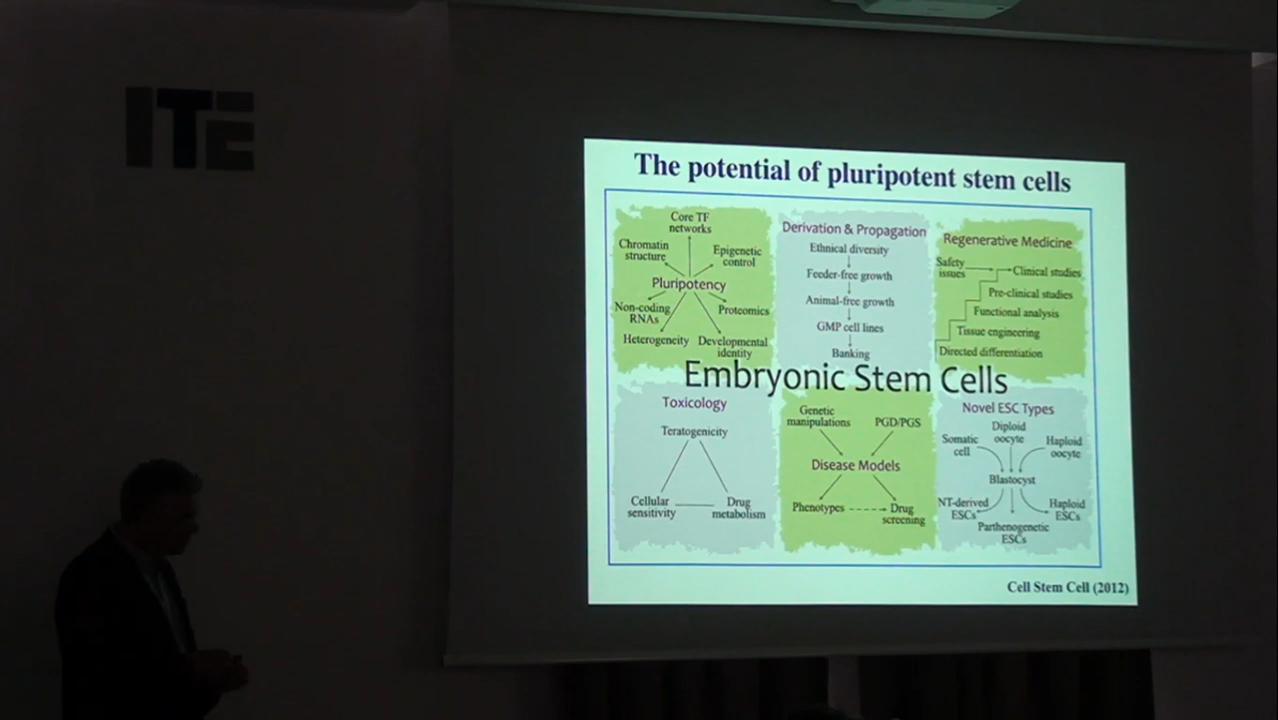 ITE
The potential of pluripotent stem cells
Core TF
networks
Chromatin
structure
Epigenetic
control
Pluripotency
Non-coding
RNAs
Proteomics
Heterogeneity
Developmental
identity
Derivation & Propagation
Ethnical diversity
Feeder-free growth
Animal-free growth
GMP cell lines
Banking
Regenerative Medicine
Safety
issues
Clinical studies
Pre-clinical studies
Functional analysis
Tissue engineering
Directed differentiation
Embryonic Stem Cells
Toxicology
Teratogenicity
Cellular
sensitivity
Drug
metabolism
Genetic
manipulations
PGD/PGS
Disease Models
Phenotypes
Drug
screening
Novel ESC Types
Somatic
cell
Diploid
oocyte
Haploid
oocyte
Blastocyst
NT-derived
ESCs
Parthenogenetic
ESCs
Haploid
ESCs
Cell Stem Cell (2012)